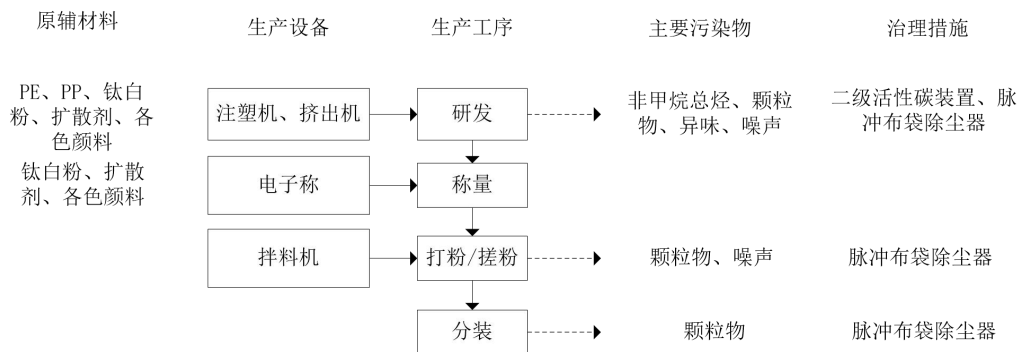 原辅材料
生产设备
生产工序
主要污染物
治理措施
PE、PP、钛白
粉、扩散剂、各
色颜料
注塑机、挤出机
研发
非甲烷总烃、颗粒
物、异味、噪声
二级活性碳装置、脉
冲布袋除尘器
钛白粉、扩散
剂、各色颜料
电子称
称量
拌料机
打粉/搓粉
颗粒物、噪声
脉冲布袋除尘器
分装
颗粒物
脉冲布袋除尘器